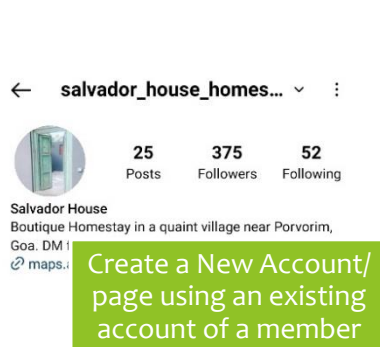 salvador_house_homes...
25 375 52
Posts Followers Following
Salvador House
Boutique Homestay in a quaint village near Porvorim,
Goa. DM
maps.
Create a New Account/
page using an existing
account of a member